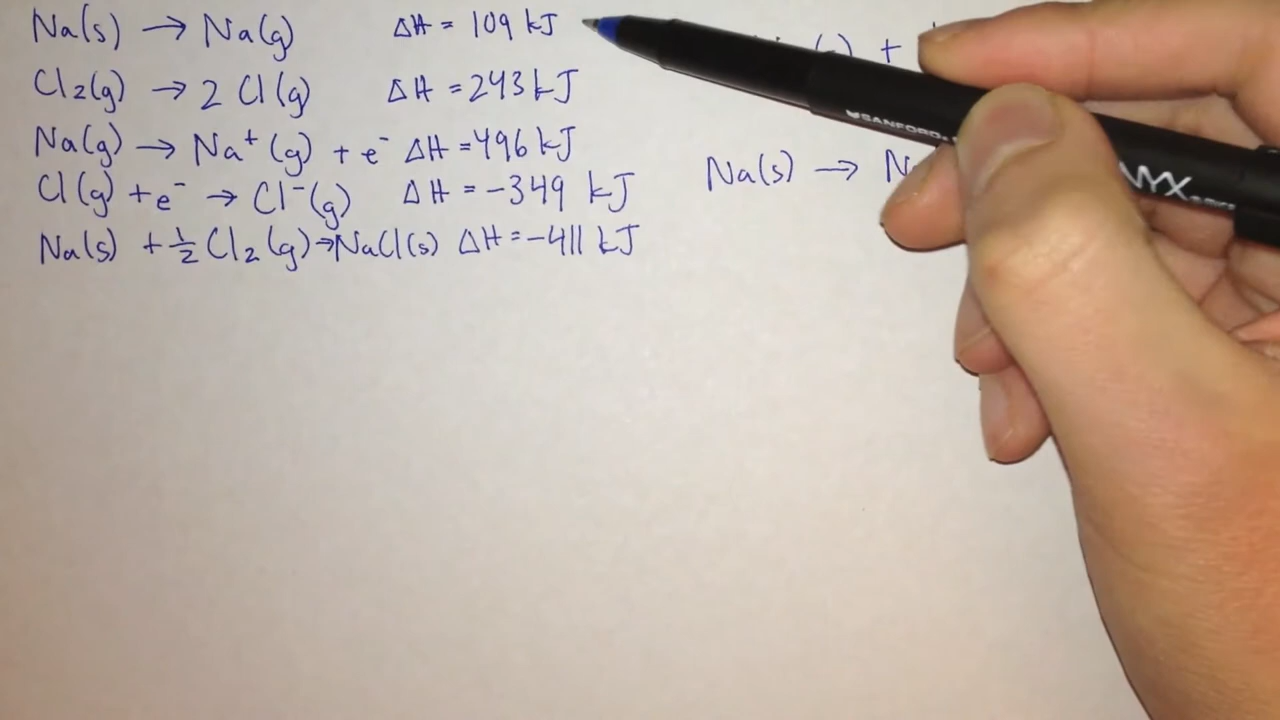 Na(s) → Na(g) ΔH = 109 kJ
Cl₂(g) → 2 Cl(g) ΔH = 243 kJ
Na(g) → Na⁺(g) + e⁻ ΔH = 496 kJ
Cl(g) + e⁻ → Cl⁻(g) ΔH = -349 kJ
Na(s) + ½ Cl₂(g) → NaCl(s) ΔH = -411 kJ
+
Na(s) → N
SANFORD